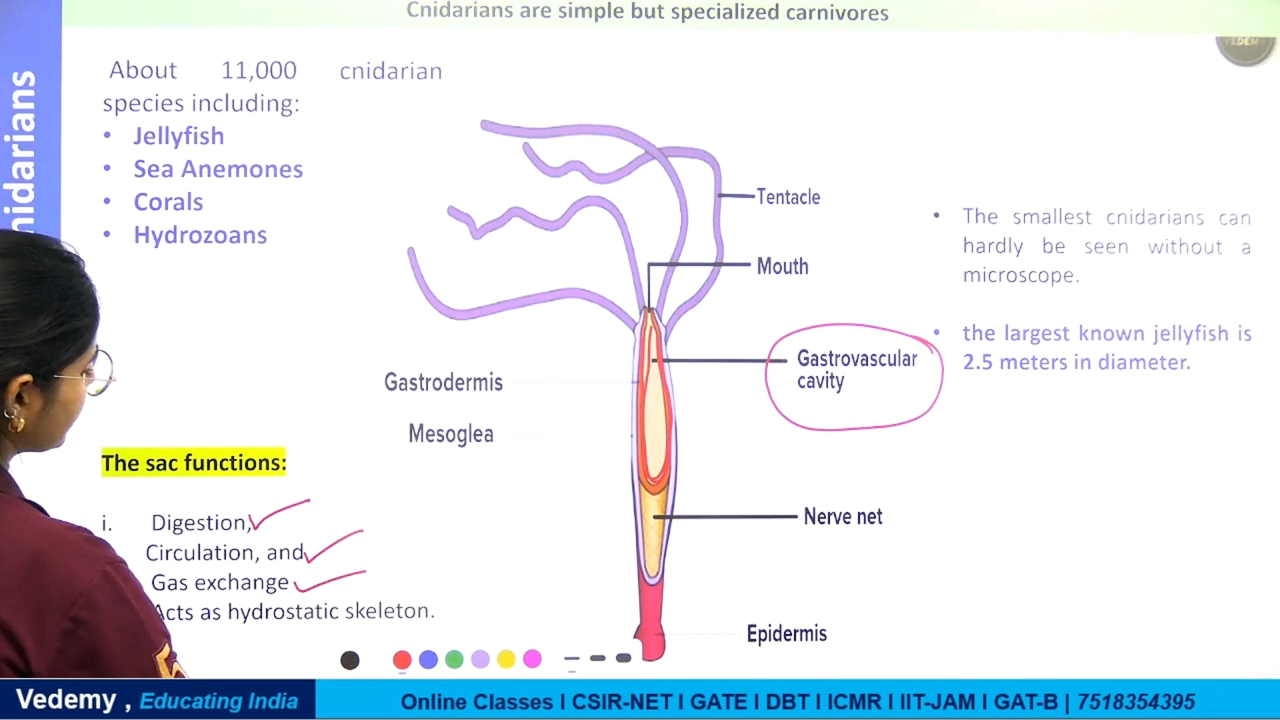 Cnidarians are simple but specialized carnivores
VEDEMY
nidarians
About 11,000 cnidarian
species including:
• Jellyfish
• Sea Anemones
• Corals
• Hydrozoans
Tentacle
Mouth
Gastrovascular
cavity
Gastrodermis
Mesoglea
Nerve net
Epidermis
• The smallest cnidarians can
hardly be seen without a
microscope.
• the largest known jellyfish is
2.5 meters in diameter.
The sac functions:
i. Digestion,
Circulation, and
Gas exchange
Acts as hydrostatic skeleton.
Vedemy , Educating India
Online Classes I CSIR-NET I GATE I DBT I ICMR I IIT-JAM I GAT-B | 7518354395